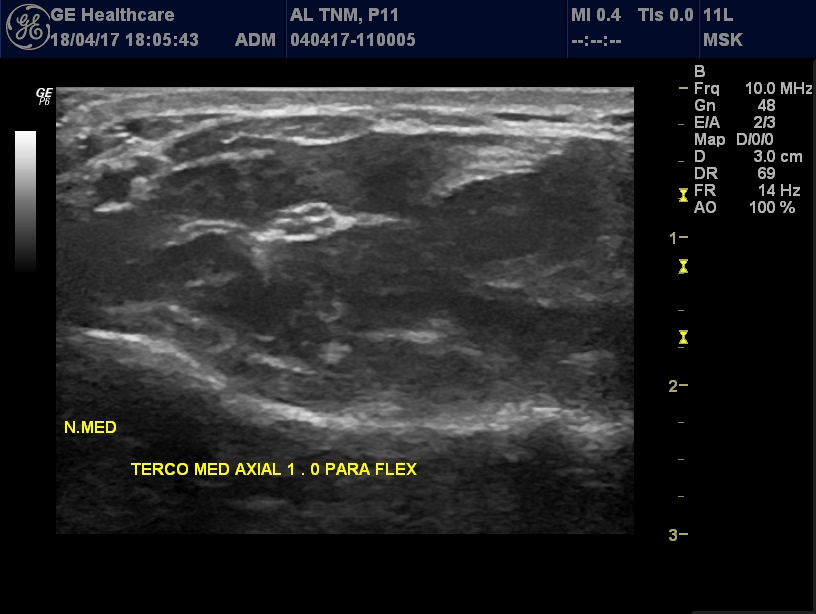 GE Healthcare
AL TNM, P11
MI 0.4 TIs 0.0
11L
18/04/17 18:05:43 ADM
040417-110005
--:--:--
MSK
GE
P6
B
Frq 10.0 MHz
Gn 48
E/A 2/3
Map D/0/0
D 3.0 cm
DR 69
FR 14 Hz
AO 100 %
1
2
3
N.MED
TERCO MED AXIAL 1 . 0 PARA FLEX